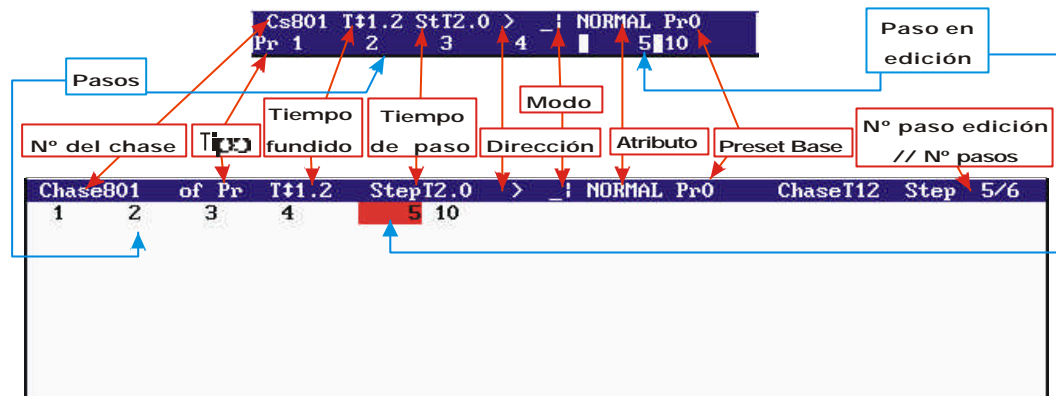 Cs801 T‡1.2 StT2.0 > _¦ NORMAL Pr0
Pr 1 2 3 4 5 10
Paso en
edición
Pasos
Nº del chase
Tipo
Tiempo
fundido
Tiempo
de paso
Dirección
Modo
Atributo
Preset Base
Nº paso edición
// Nº pasos
Chase801 of Pr T‡1.2 StepT2.0 > _¦ NORMAL Pr0 ChaseT12 Step 5/6
1 2 3 4 5 10